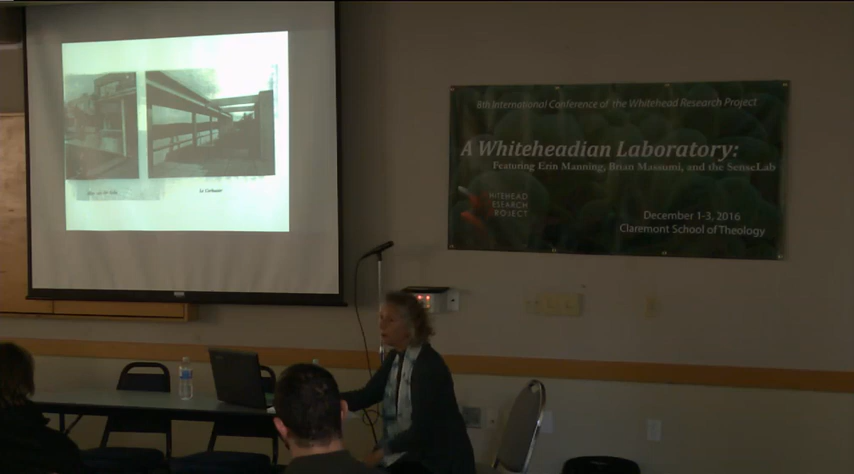 8th International Conference of the Whitehead Research Project
A Whiteheadian Laboratory:
Featuring Erin Manning, Brian Massumi, and the SenseLab
RESEARCH
PROJECT
December 1-3, 2016
Claremont School of Theology
Le Corbusier